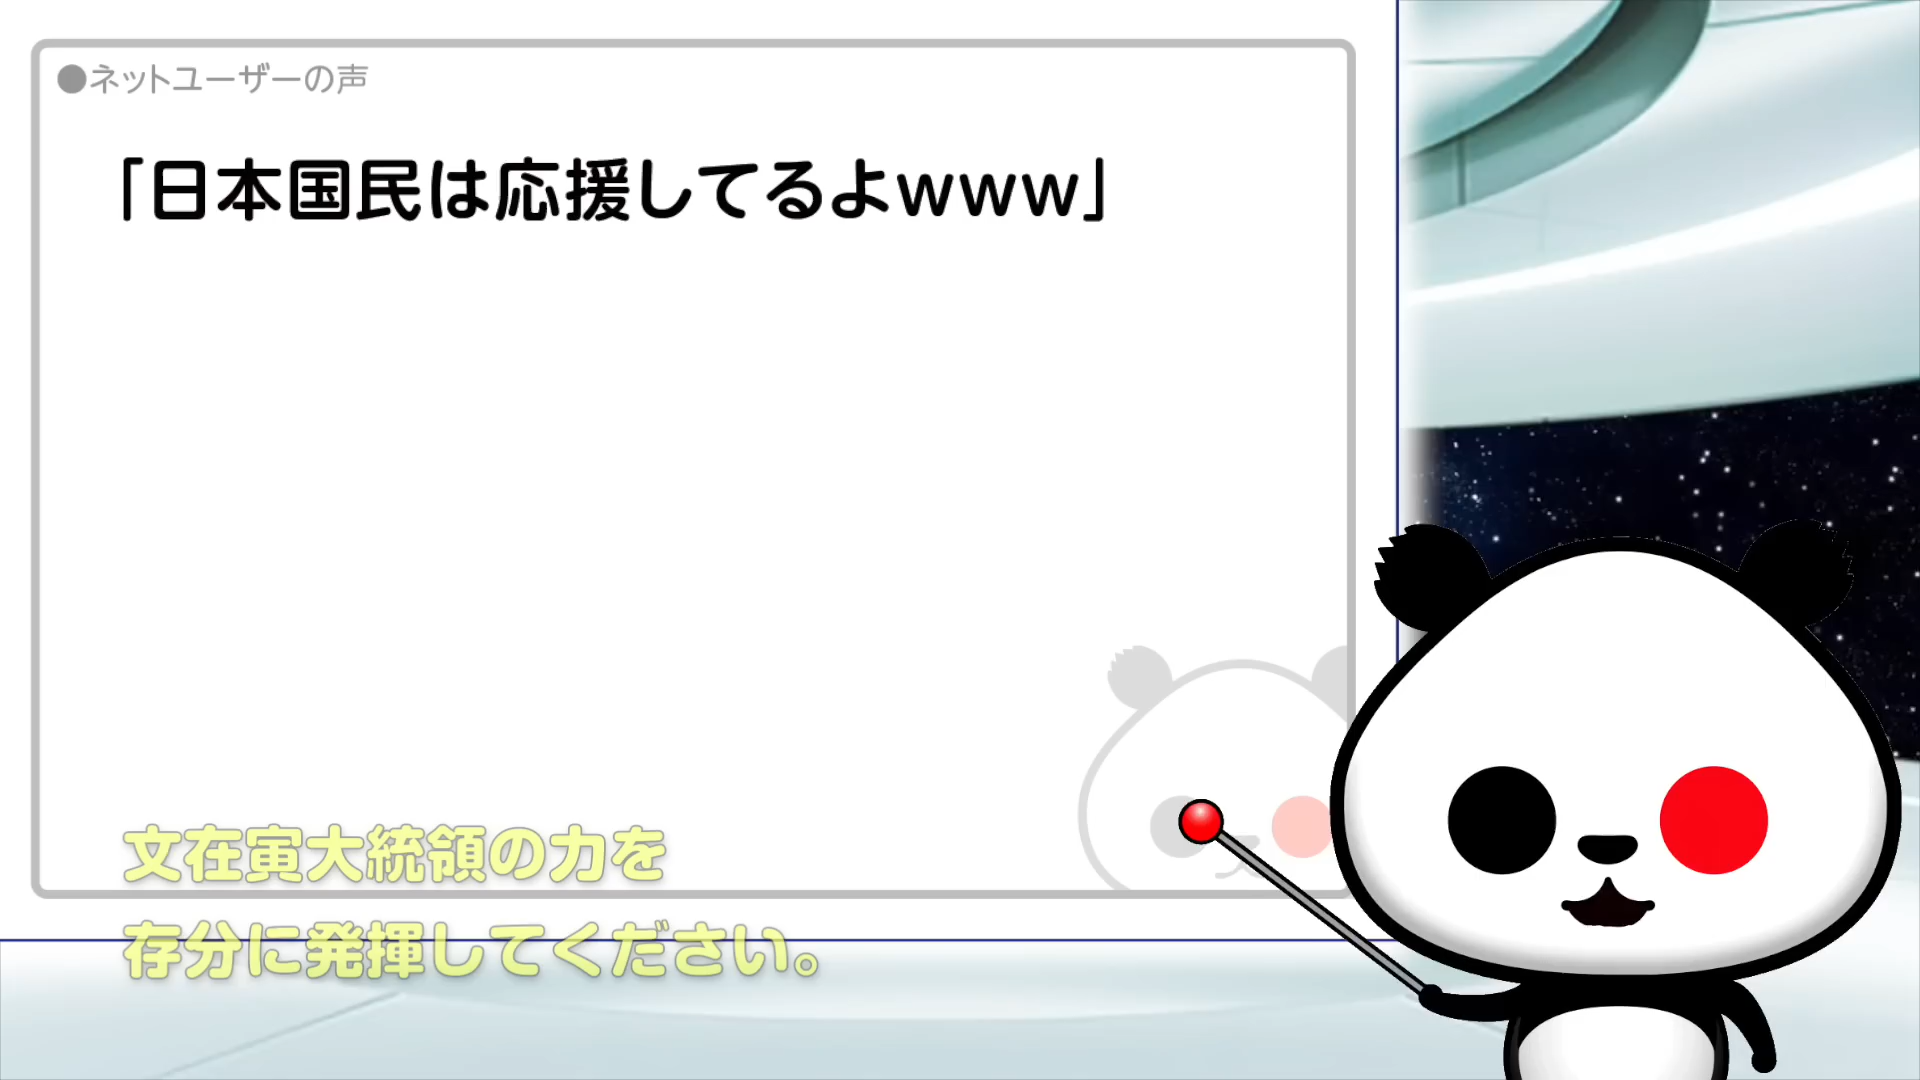 ●ネットユーザーの声
「日本国民は応援してるよwww」
文在寅大統領の力を
存分に発揮してください。